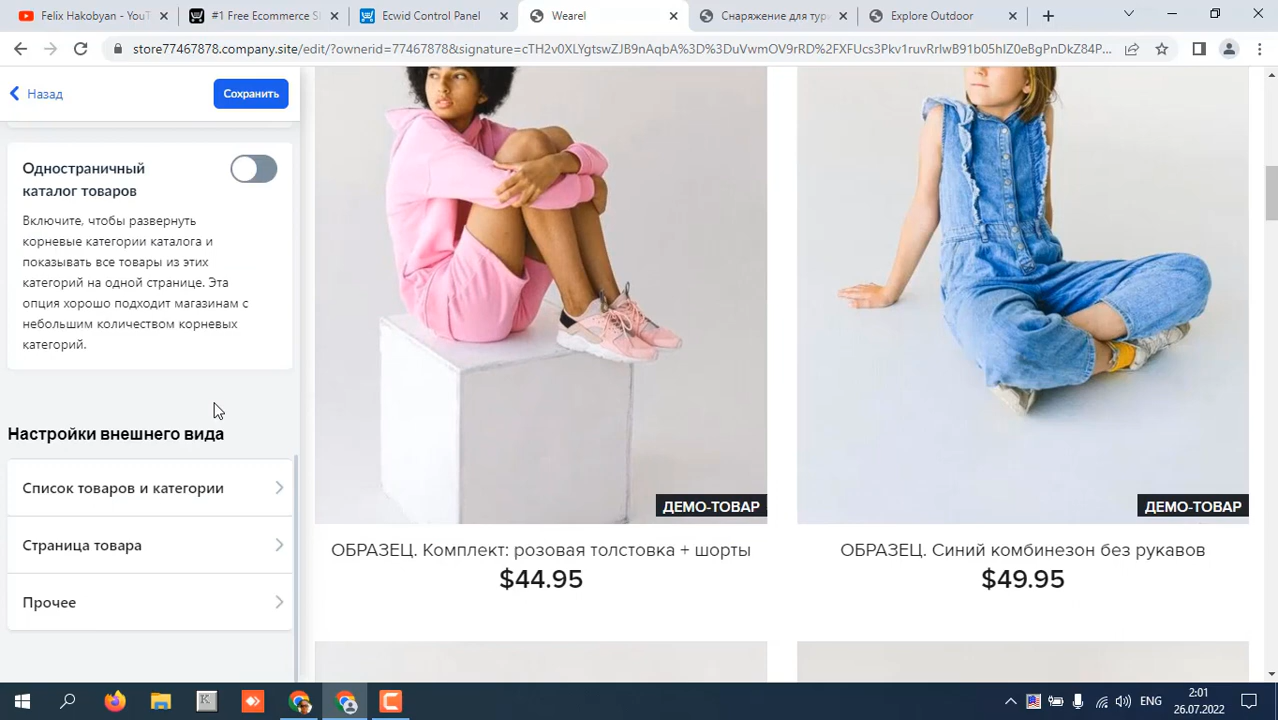 Felix Hakobyan - YouT
#1 Free Ecommerce S
Ecwid Control Panel
Wearel
Снаряжение для тур
Explore Outdoor
store77467878.company.site/edit/?ownerid=77467878&signature=
Назад
Сохранить
Одностраничный
каталог товаров
Включите, чтобы развернуть
корневые категории каталога и
показывать все товары из этих
категорий на одной странице. Эта
опция хорошо подходит магазинам с
небольшим количеством корневых
категорий.
Настройки внешнего вида
Список товаров и категории
Страница товара
Прочее
ДЕМО-ТОВАР
ДЕМО-ТОВАР
ОБРАЗЕЦ. Комплект: розовая толстовка + шорты
ОБРАЗЕЦ. Синий комбинезон без рукавов
$44.95
$49.95
ENG
2:01
26.07.2022